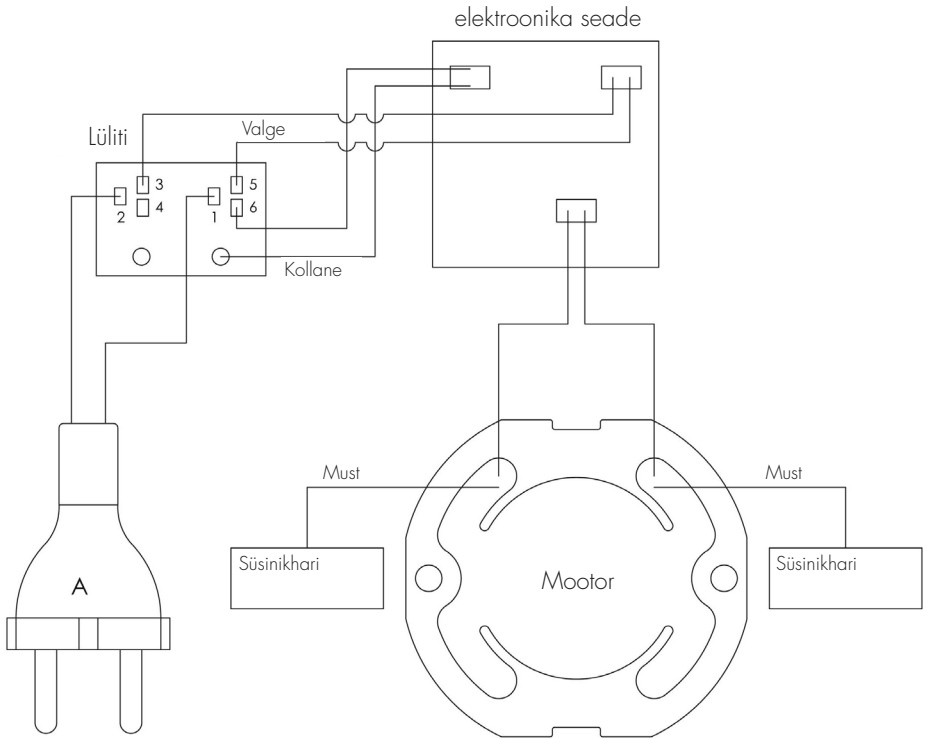 elektroonika seade
Lüliti
Valge
3
5
2
4
1
6
Kollane
Must
Must
Süsinikhari
Süsinikhari
A
Mootor